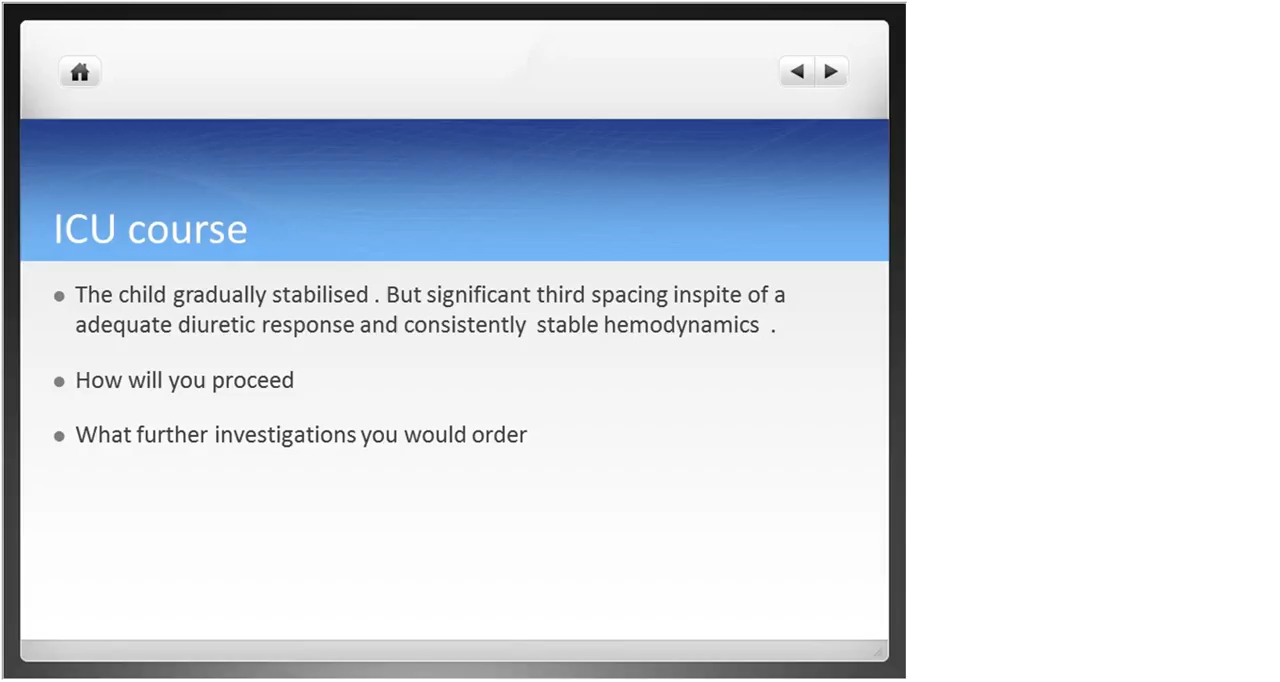 ICU course
The child gradually stabilised . But significant third spacing inspite of a
adequate diuretic response and consistently stable hemodynamics .
How will you proceed
What further investigations you would order